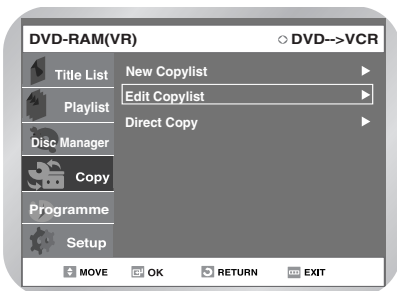 DVD-RAM(VR) DVD-->VCR
Title List
Playlist
Disc Manager
Copy
Programme
Setup
New Copylist
Edit Copylist
Direct Copy
MOVE OK RETURN EXIT